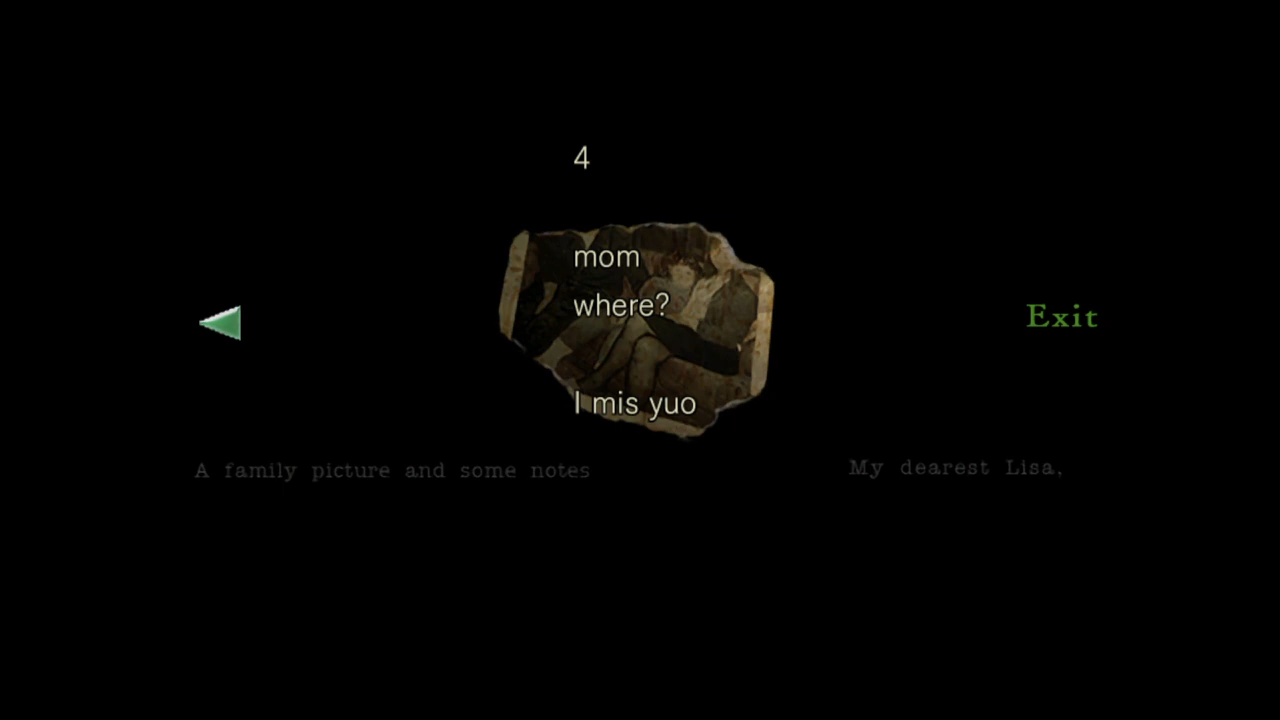 4
mom
where?
I mis yuo
Exit
A family picture and some notes
My dearest Lisa,